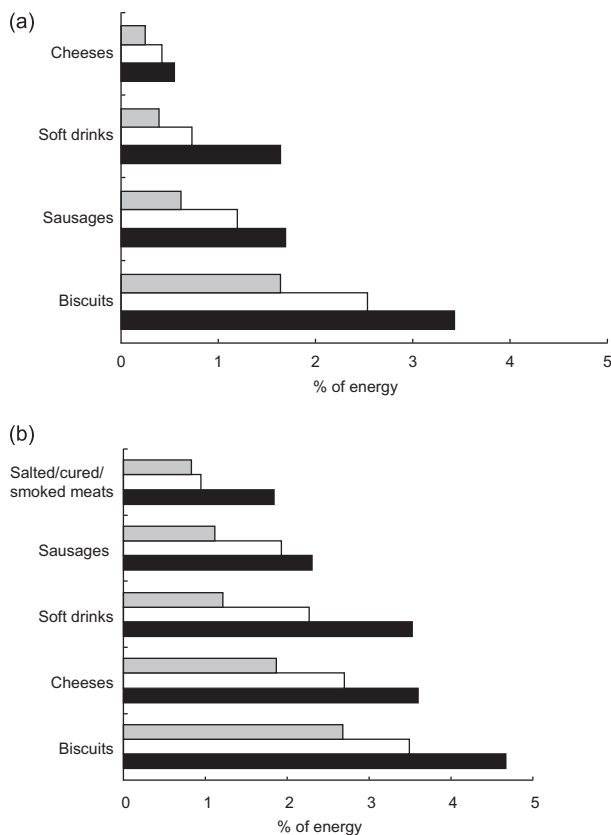 (a)
Cheeses
Soft drinks
Sausages
Biscuits
0 1 2 3 4 5
% of energy
(b)
Salted/cured/
smoked meats
Sausages
Soft drinks
Cheeses
Biscuits
0 1 2 3 4 5
% of energy